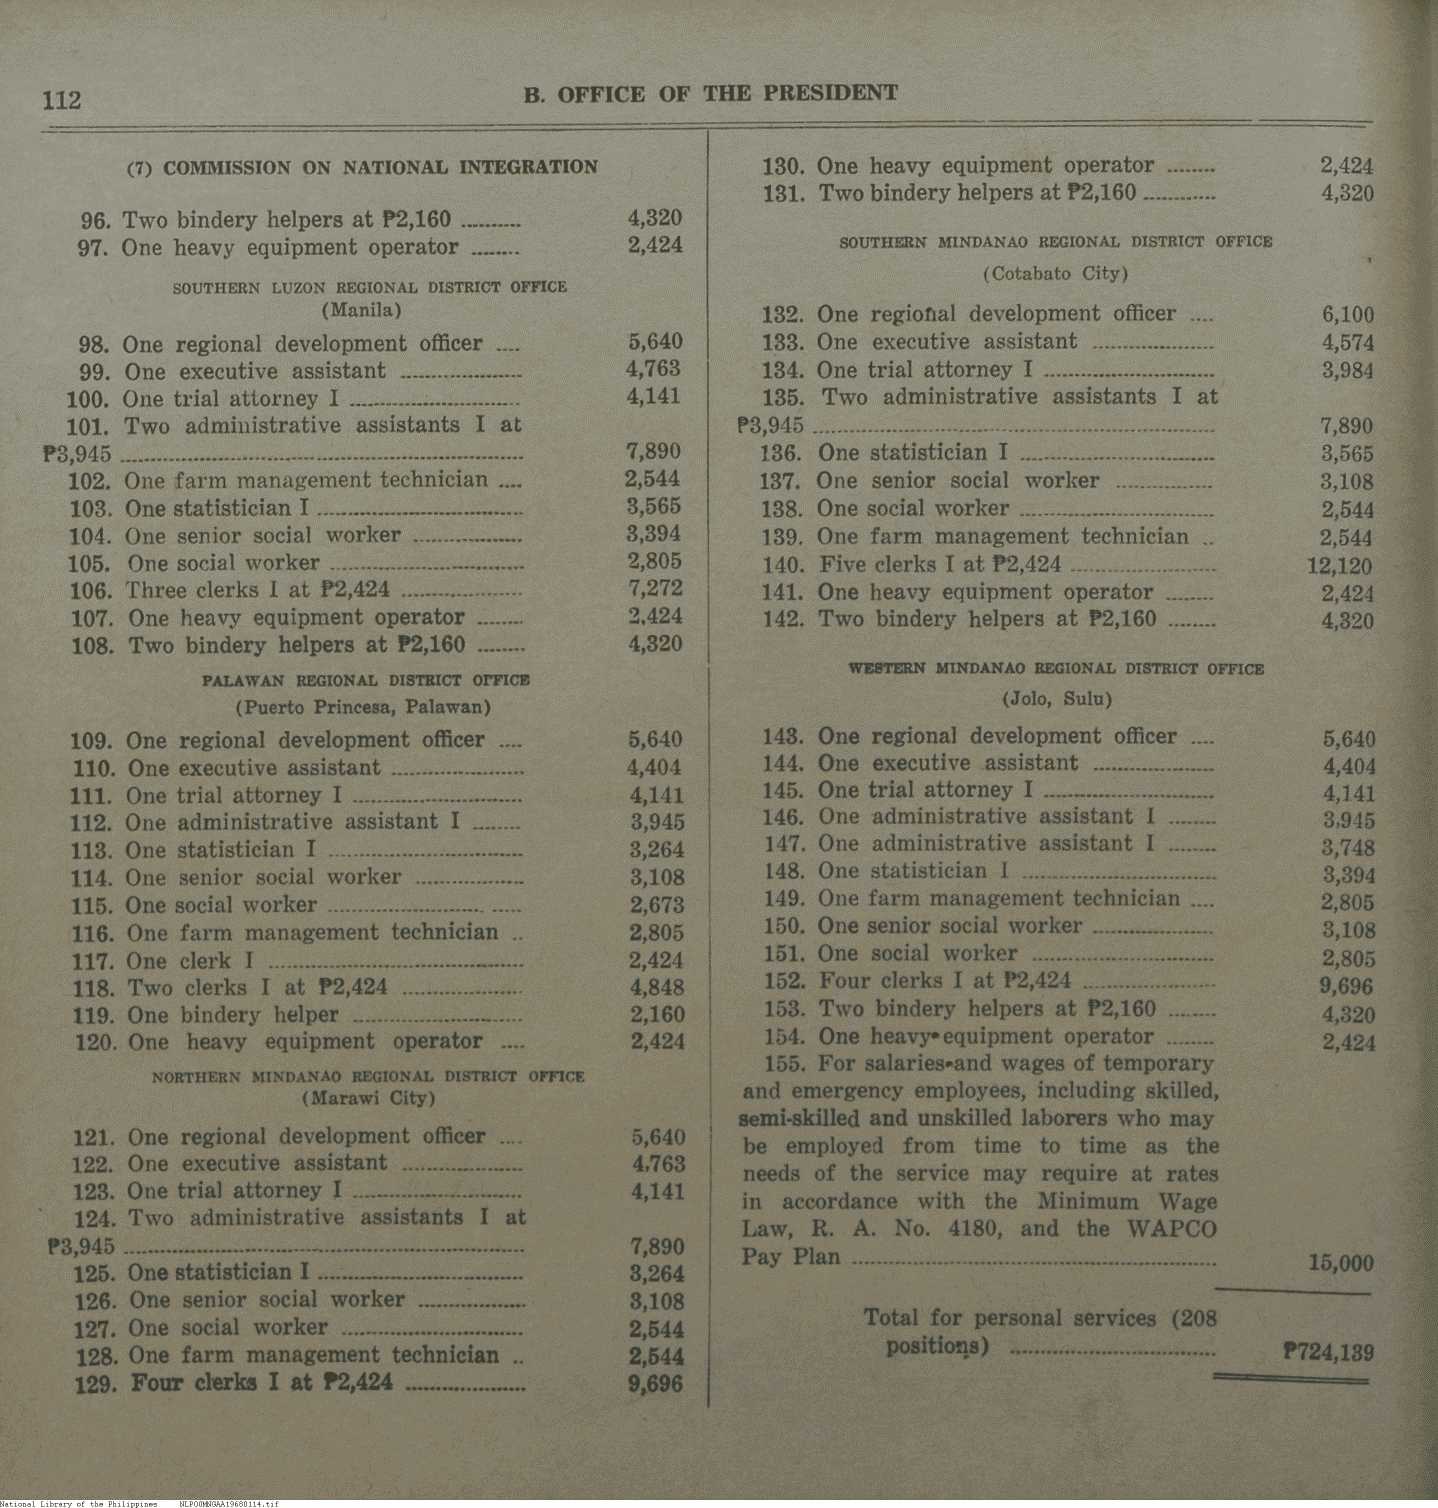 112
B. OFFICE OF THE PRESIDENT
(7) COMMISSION ON NATIONAL INTEGRATION
96. Two bindery helpers at ₱2,160 .......... 4,320
97. One heavy equipment operator ........ 2,424
SOUTHERN LUZON REGIONAL DISTRICT OFFICE
(Manila)
98. One regional development officer .... 5,640
99. One executive assistant .................... 4,763
100. One trial attorney I ............................ 4,141
101. Two administrative assistants I at
₱3,945 .................................................................. 7,890
102. One farm management technician .... 2,544
103. One statistician I .................................. 3,565
104. One senior social worker .................. 3,394
105. One social worker ................................ 2,805
106. Three clerks I at ₱2,424 .................... 7,272
107. One heavy equipment operator ........ 2,424
108. Two bindery helpers at ₱2,160 ........ 4,320
PALAWAN REGIONAL DISTRICT OFFICE
(Puerto Princesa, Palawan)
109. One regional development officer .... 5,640
110. One executive assistant ...................... 4,404
111. One trial attorney I ............................ 4,141
112. One administrative assistant I ........ 3,945
113. One statistician I ................................ 3,264
114. One senior social worker .................. 3,108
115. One social worker .......................... ..... 2,673
116. One farm management technician .. 2,805
117. One clerk I .......................................... 2,424
118. Two clerks I at ₱2,424 .................... 4,848
119. One bindery helper ............................ 2,160
120. One heavy equipment operator .... 2,424
NORTHERN MINDANAO REGIONAL DISTRICT OFFICE
(Marawi City)
121. One regional development officer .... 5,640
122. One executive assistant .................... 4,763
123. One trial attorney I ............................ 4,141
124. Two administrative assistants I at
₱3,945 .................................................................. 7,890
125. One statistician I .................................. 3,264
126. One senior social worker .................. 3,108
127. One social worker .............................. 2,544
128. One farm management technician .. 2,544
129. Four clerks I at ₱2,424 .................... 9,696
130. One heavy equipment operator ........ 2,424
131. Two bindery helpers at ₱2,160 ............ 4,320
SOUTHERN MINDANAO REGIONAL DISTRICT OFFICE
(Cotabato City)
132. One regional development officer .... 6,100
133. One executive assistant .................... 4,574
134. One trial attorney I ............................ 3,984
135. Two administrative assistants I at
₱3,945 .................................................................. 7,890
136. One statistician I ................................ 3,565
137. One senior social worker ................ 3,108
138. One social worker ................................ 2,544
139. One farm management technician .. 2,544
140. Five clerks I at ₱2,424 ........................ 12,120
141. One heavy equipment operator ........ 2,424
142. Two bindery helpers at ₱2,160 ........ 4,320
WESTERN MINDANAO REGIONAL DISTRICT OFFICE
(Jolo, Sulu)
143. One regional development officer .... 5,640
144. One executive assistant .................... 4,404
145. One trial attorney I ............................ 4,141
146. One administrative assistant I ........ 3,945
147. One administrative assistant I ........ 3,748
148. One statistician I ................................ 3,394
149. One farm management technician .... 2,805
150. One senior social worker .................... 3,108
151. One social worker .............................. 2,805
152. Four clerks I at ₱2,424 ...................... 9,696
153. Two bindery helpers at ₱2,160 ........ 4,320
154. One heavy equipment operator ........ 2,424
155. For salaries and wages of temporary
and emergency employees, including skilled,
semi-skilled and unskilled laborers who may
be employed from time to time as the
needs of the service may require at rates
in accordance with the Minimum Wage
Law, R. A. No. 4180, and the WAPCO
Pay Plan ............................................................ 15,000
Total for personal services (208
positions) .................................. ₱724,139
National Library of the Philippines NLPO0MNGAA19680114.tif